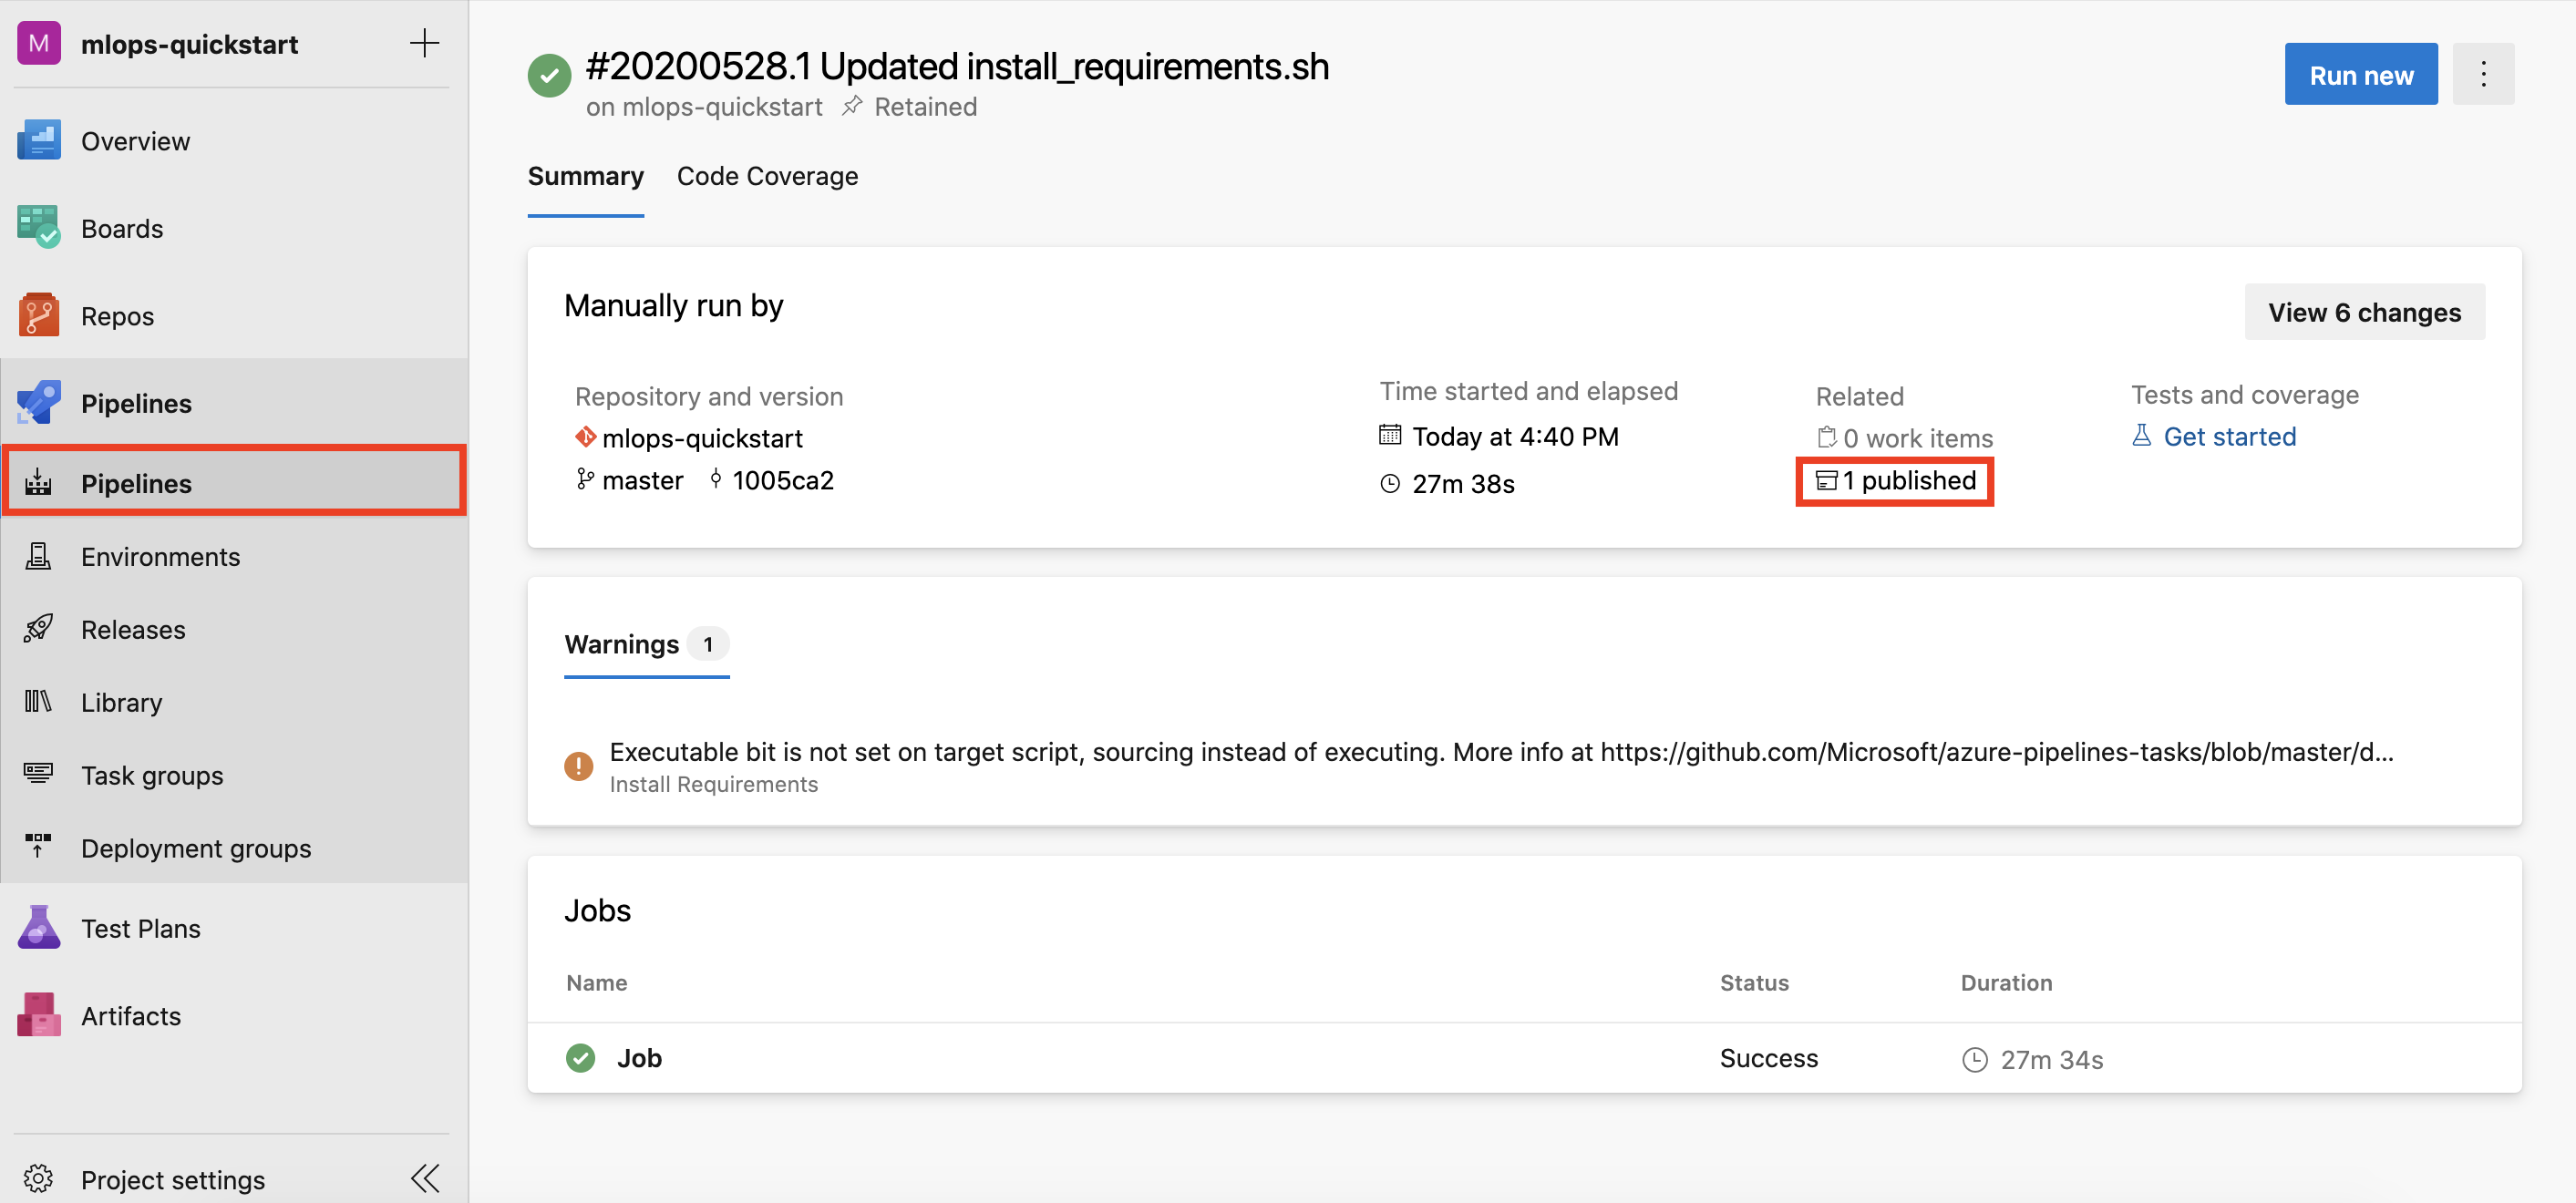 M mlops-quickstart
Overview
Boards
Repos
Pipelines
Pipelines
Environments
Releases
Library
Task groups
Deployment groups
Test Plans
Artifacts
Project settings
#20200528.1 Updated install_requirements.sh
on mlops-quickstart Retained
Run new
Summary Code Coverage
Manually run by
View 6 changes
Repository and version
mlops-quickstart
master 1005ca2
Time started and elapsed
Today at 4:40 PM
27m 38s
Related
0 work items
1 published
Tests and coverage
Get started
Warnings 1
Executable bit is not set on target script, sourcing instead of executing. More info at https://github.com/Microsoft/azure-pipelines-tasks/blob/master/d...
Install Requirements
Jobs
Name Status Duration
Job Success 27m 34s